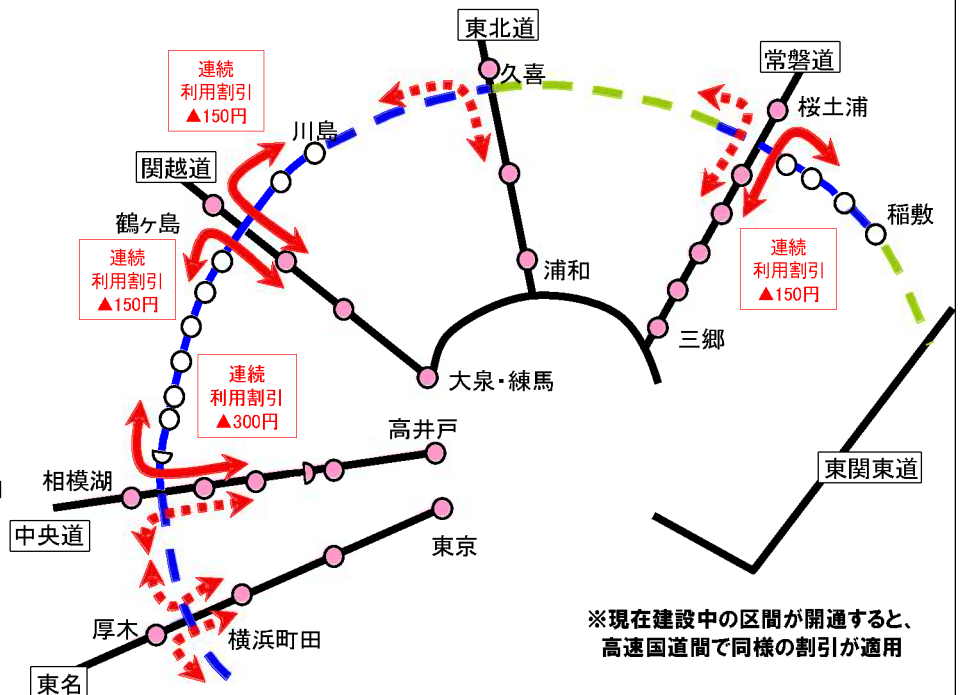 東北道
久喜
常磐道
桜土浦
連続
利用割引
▲150円
川島
関越道
鶴ヶ島
連続
利用割引
▲150円
稲敷
連続
利用割引
▲150円
浦和
三郷
大泉・練馬
連続
利用割引
▲300円
高井戸
相模湖
中央道
東京
東関東道
厚木
横浜町田
東名
※現在建設中の区間が開通すると、
高速国道間で同様の割引が適用